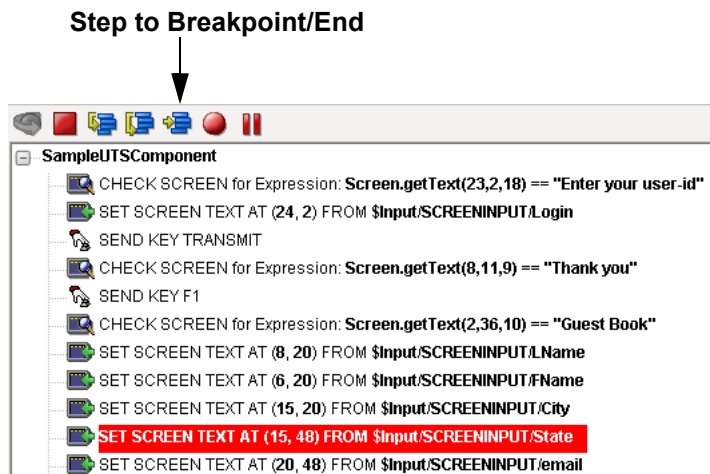 Step to Breakpoint/End
SampleUTSComponent
CHECK SCREEN for Expression: Screen.getText(23,2,18) == "Enter your user-id"
SET SCREEN TEXT AT (24, 2) FROM $Input/SCREENINPUT/Login
SEND KEY TRANSMIT
CHECK SCREEN for Expression: Screen.getText(8,11,9) == "Thank you"
SEND KEY F1
CHECK SCREEN for Expression: Screen.getText(2,36,10) == "Guest Book"
SET SCREEN TEXT AT (8, 20) FROM $Input/SCREENINPUT/LName
SET SCREEN TEXT AT (6, 20) FROM $Input/SCREENINPUT/FName
SET SCREEN TEXT AT (15, 20) FROM $Input/SCREENINPUT/City
SET SCREEN TEXT AT (15, 48) FROM $Input/SCREENINPUT/State
SET SCREEN TEXT AT (20, 48) FROM $Input/SCREENINPUT/email